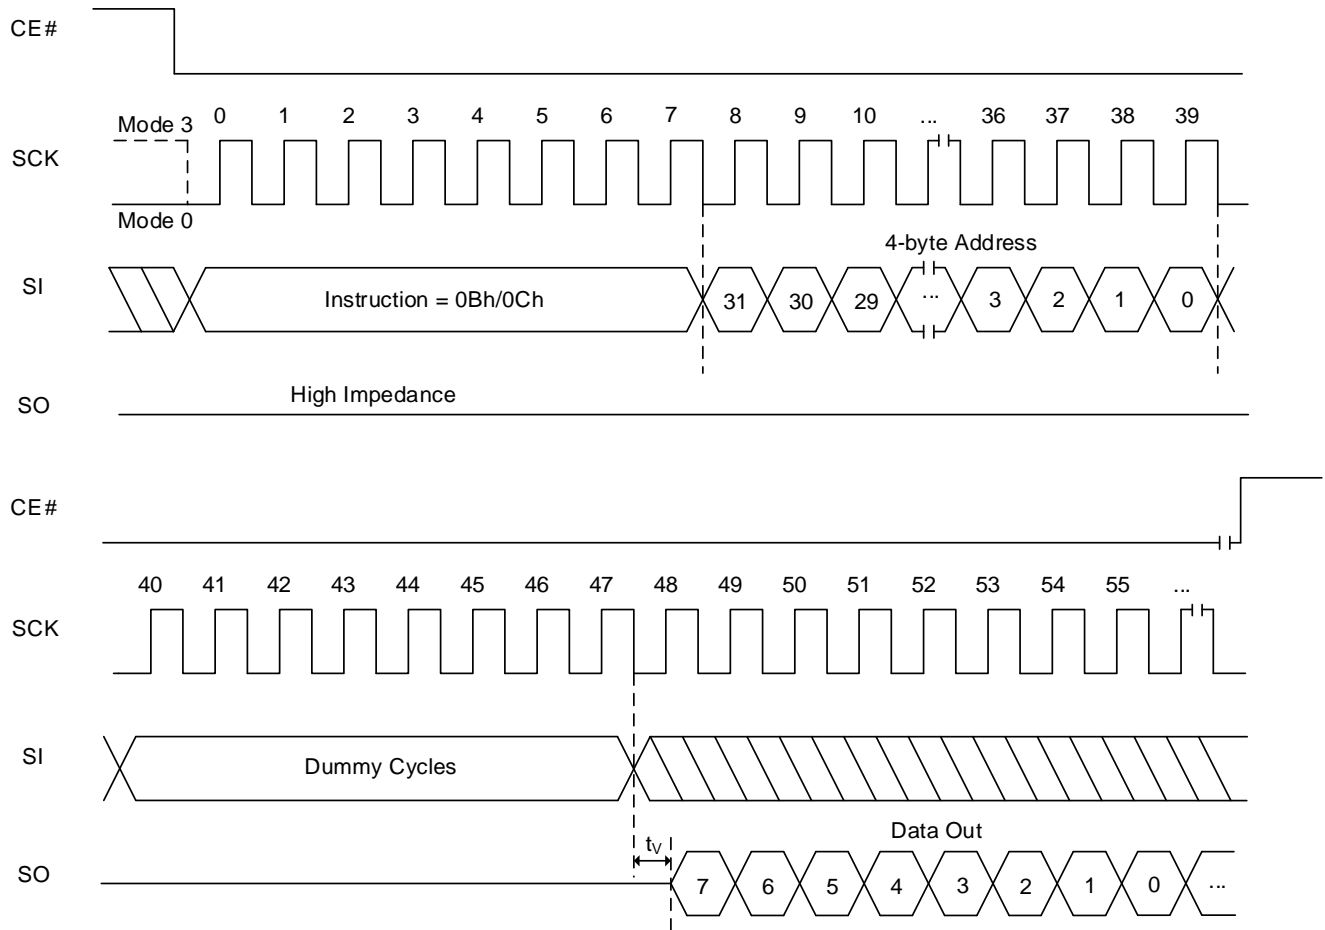 CE#
Mode 3 0 1 2 3 4 5 6 7 8 9 10 ... 36 37 38 39
SCK
Mode 0
4-byte Address
SI Instruction = 0Bh/0Ch 31 30 29 ... 3 2 1 0
High Impedance
SO
CE#
40 41 42 43 44 45 46 47 48 49 50 51 52 53 54 55 ...
SCK
SI Dummy Cycles
Data Out
tV
SO 7 6 5 4 3 2 1 0 ...